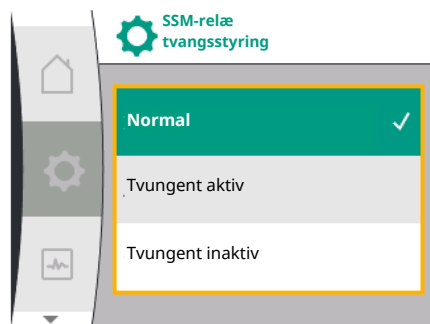 SSM-relæ
tvangsstyring
Normal
Tvungent aktiv
Tvungent inaktiv